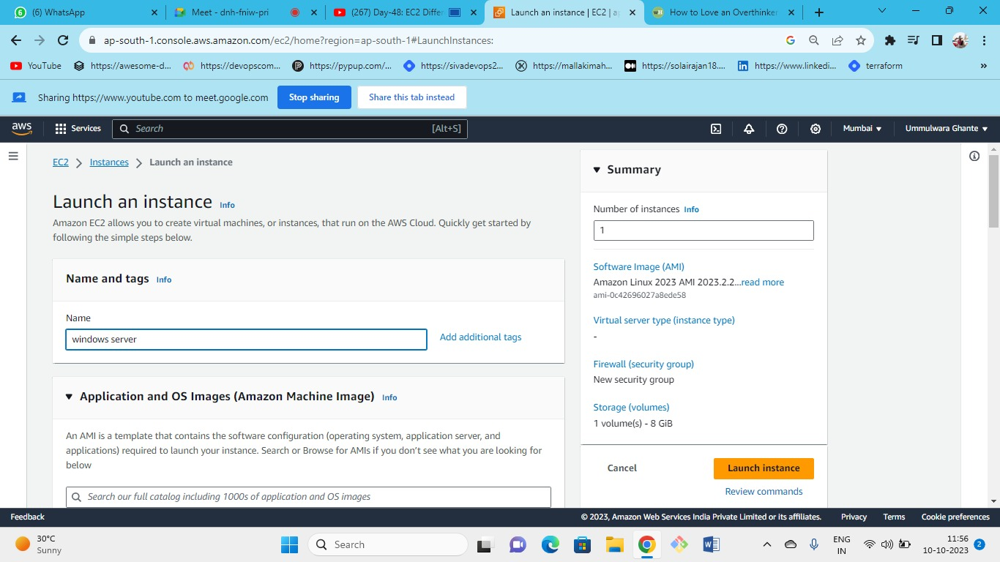 (6) WhatsApp
Meet - dnh-fniw-pri
(267) Day-48: EC2 Differ
Launch an instance | EC2 | ap
How to Love an Overthinker
ap-south-1.console.aws.amazon.com/ec2/home?region=ap-south-1#LaunchInstances:
YouTube
https://awesome-d...
https://devopscom...
https://pypup.com/...
https://sivadevops2...
https://mallakimah...
https://solairajan18....
https://www.linkedi...
terraform
»
Sharing https://www.youtube.com to meet.google.com
Stop sharing
Share this tab instead
aws
Services
Search
[Alt+S]
Mumbai
Ummulwara Ghante
EC2
Instances
Launch an instance
Launch an instance Info
Amazon EC2 allows you to create virtual machines, or instances, that run on the AWS Cloud. Quickly get started by
following the simple steps below.
Name and tags Info
Name
windows server
Add additional tags
Application and OS Images (Amazon Machine Image) Info
An AMI is a template that contains the software configuration (operating system, application server, and
applications) required to launch your instance. Search or Browse for AMIs if you don't see what you are looking for
below
Search our full catalog including 1000s of application and OS images
Summary
Number of instances Info
1
Software Image (AMI)
Amazon Linux 2023 AMI 2023.2.2...read more
ami-0c42696027a8ede58
Virtual server type (instance type)
-
Firewall (security group)
New security group
Storage (volumes)
1 volume(s) - 8 GiB
Cancel
Launch instance
Review commands
Feedback
© 2023, Amazon Web Services India Private Limited or its affiliates.
Privacy
Terms
Cookie preferences
30°C
Sunny
Search
ENG
IN
11:56
10-10-2023
2